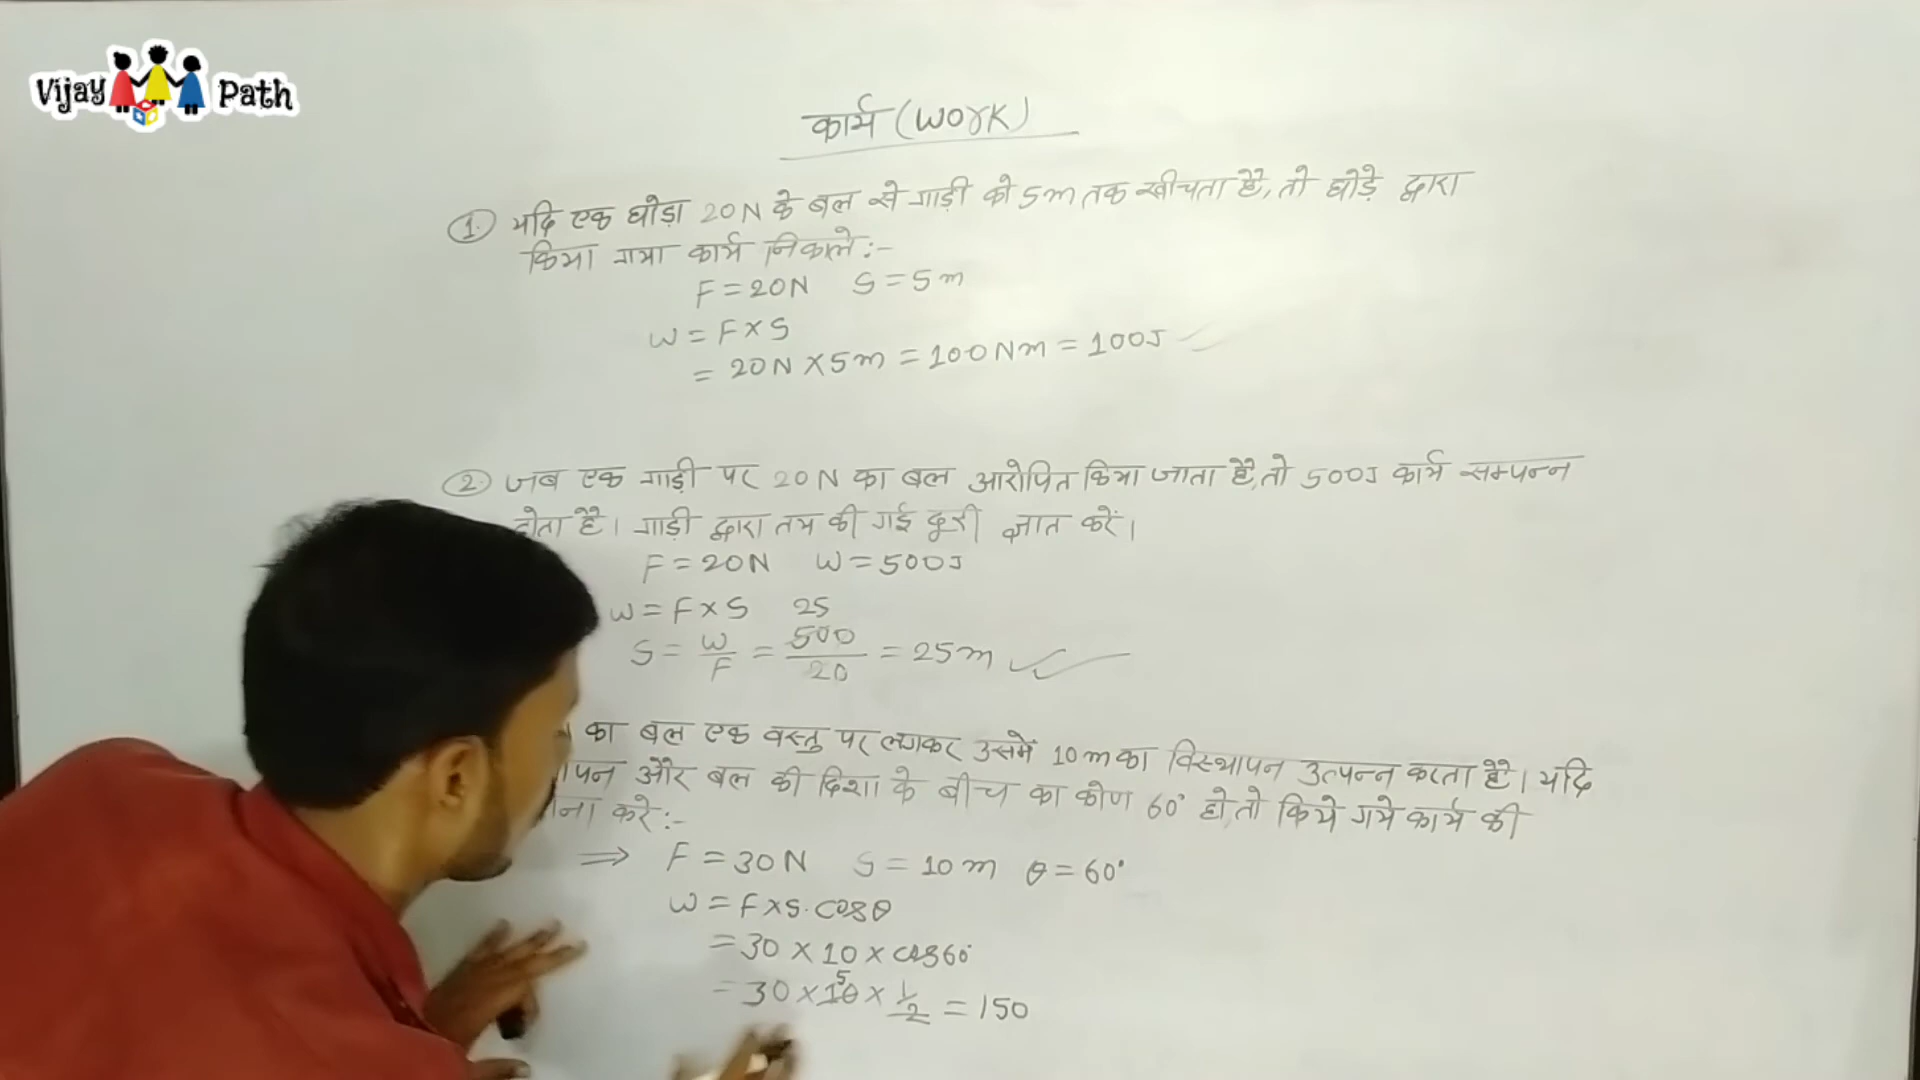 Vijay Path
कार्य (WORK)
① यदि एक घोड़ा 20N के बल से गाड़ी को 5m तक खीचता है, तो घोड़े द्वारा
किया गया कार्य निकाले:-
F = 20N S = 5m
W = F×S
= 20N × 5m = 100Nm = 100J
② जब एक गाड़ी पर 20N का बल आरोपित किया जाता है, तो 500J कार्य सम्पन्न
होता है। गाड़ी द्वारा तय की गई दूरी ज्ञात करें।
F = 20N W = 500J
W = F×S 25
S = W/F = 500/20 = 25m
का बल एक वस्तु पर लगाकर उसमें 10m का विस्थापन उत्पन्न करता है। यदि
और बल की दिशा के बीच का कोण 60° हो, तो किये गये कार्य की
करे:-
⇒ F = 30N S = 10m θ = 60°
W = F×S.cosθ
= 30 × 10 × cos60°
5
= 30 × 10 × 1/2 = 150